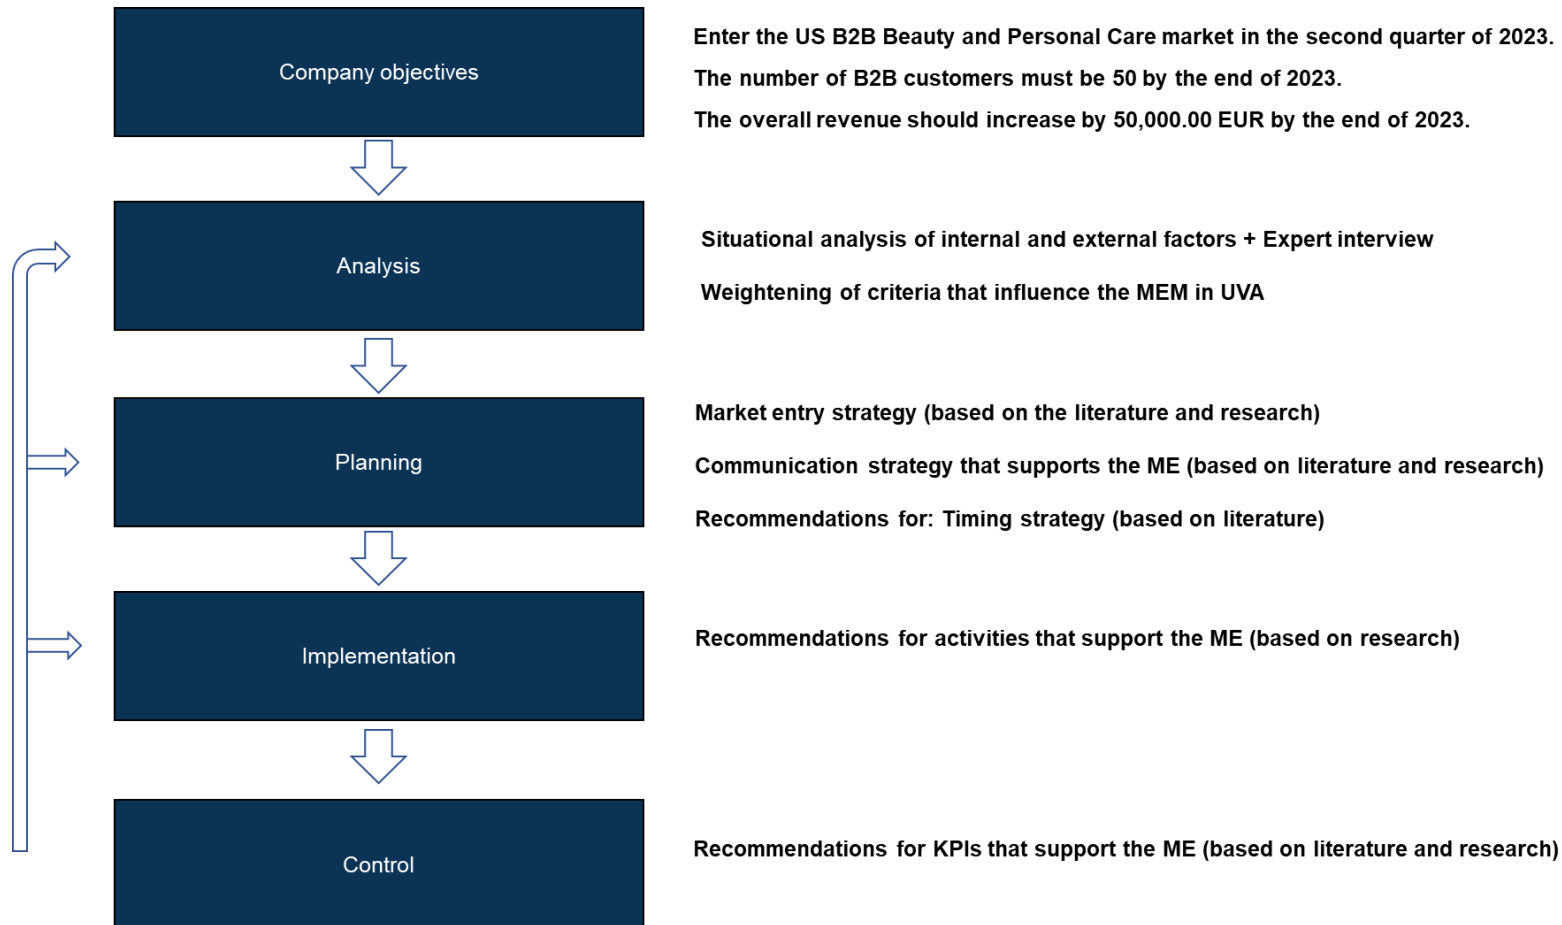 Company objectives
Enter the US B2B Beauty and Personal Care market in the second quarter of 2023.
The number of B2B customers must be 50 by the end of 2023.
The overall revenue should increase by 50,000.00 EUR by the end of 2023.
Analysis
Situational analysis of internal and external factors + Expert interview
Weightening of criteria that influence the MEM in UVA
Planning
Market entry strategy (based on the literature and research)
Communication strategy that supports the ME (based on literature and research)
Recommendations for: Timing strategy (based on literature)
Implementation
Recommendations for activities that support the ME (based on research)
Control
Recommendations for KPIs that support the ME (based on literature and research)